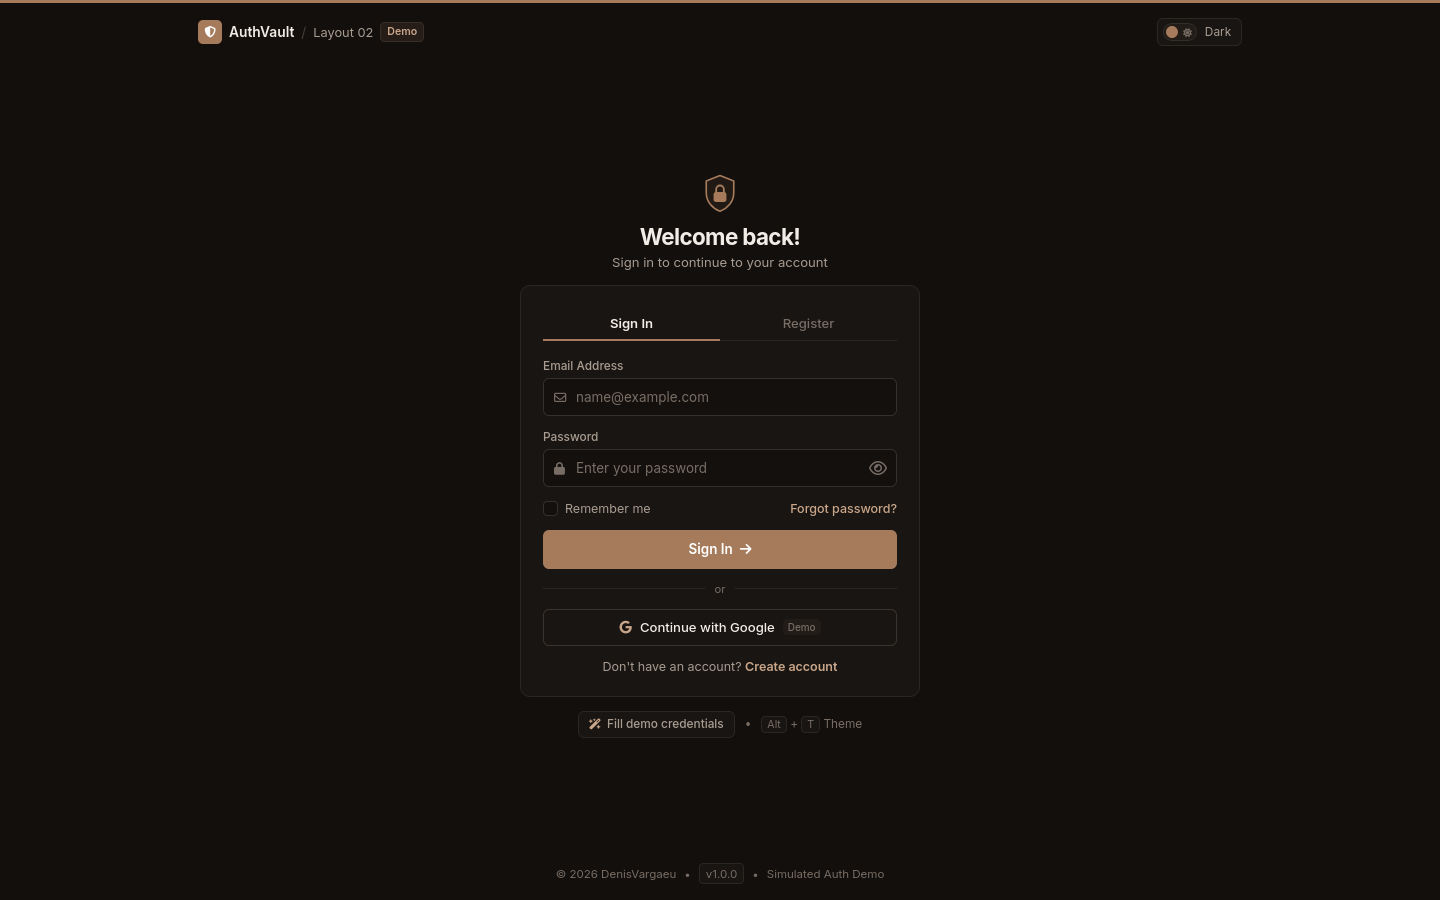 AuthVault / Layout 02 Demo
Dark
Welcome back!
Sign in to continue to your account
Sign In Register
Email Address
name@example.com
Password
Enter your password
Remember me Forgot password?
Sign In
or
Continue with Google Demo
Don't have an account? Create account
Fill demo credentials • Alt + T Theme
© 2026 DenisVargaeu • v1.0.0 • Simulated Auth Demo